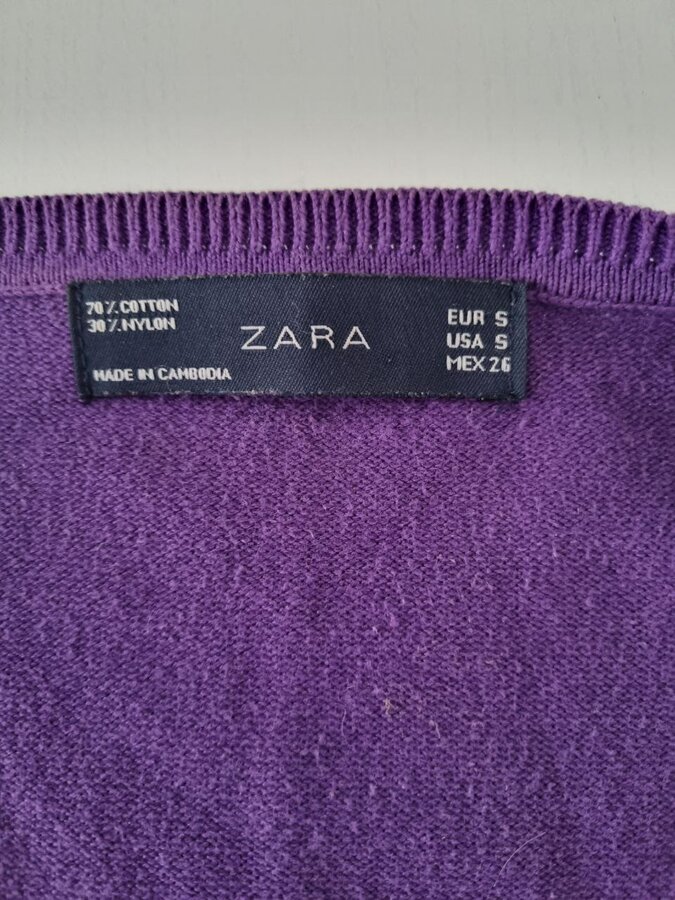 70% COTTON
30% NYLON
MADE IN CAMBODIA
ZARA
EUR S
USA S
MEX 26